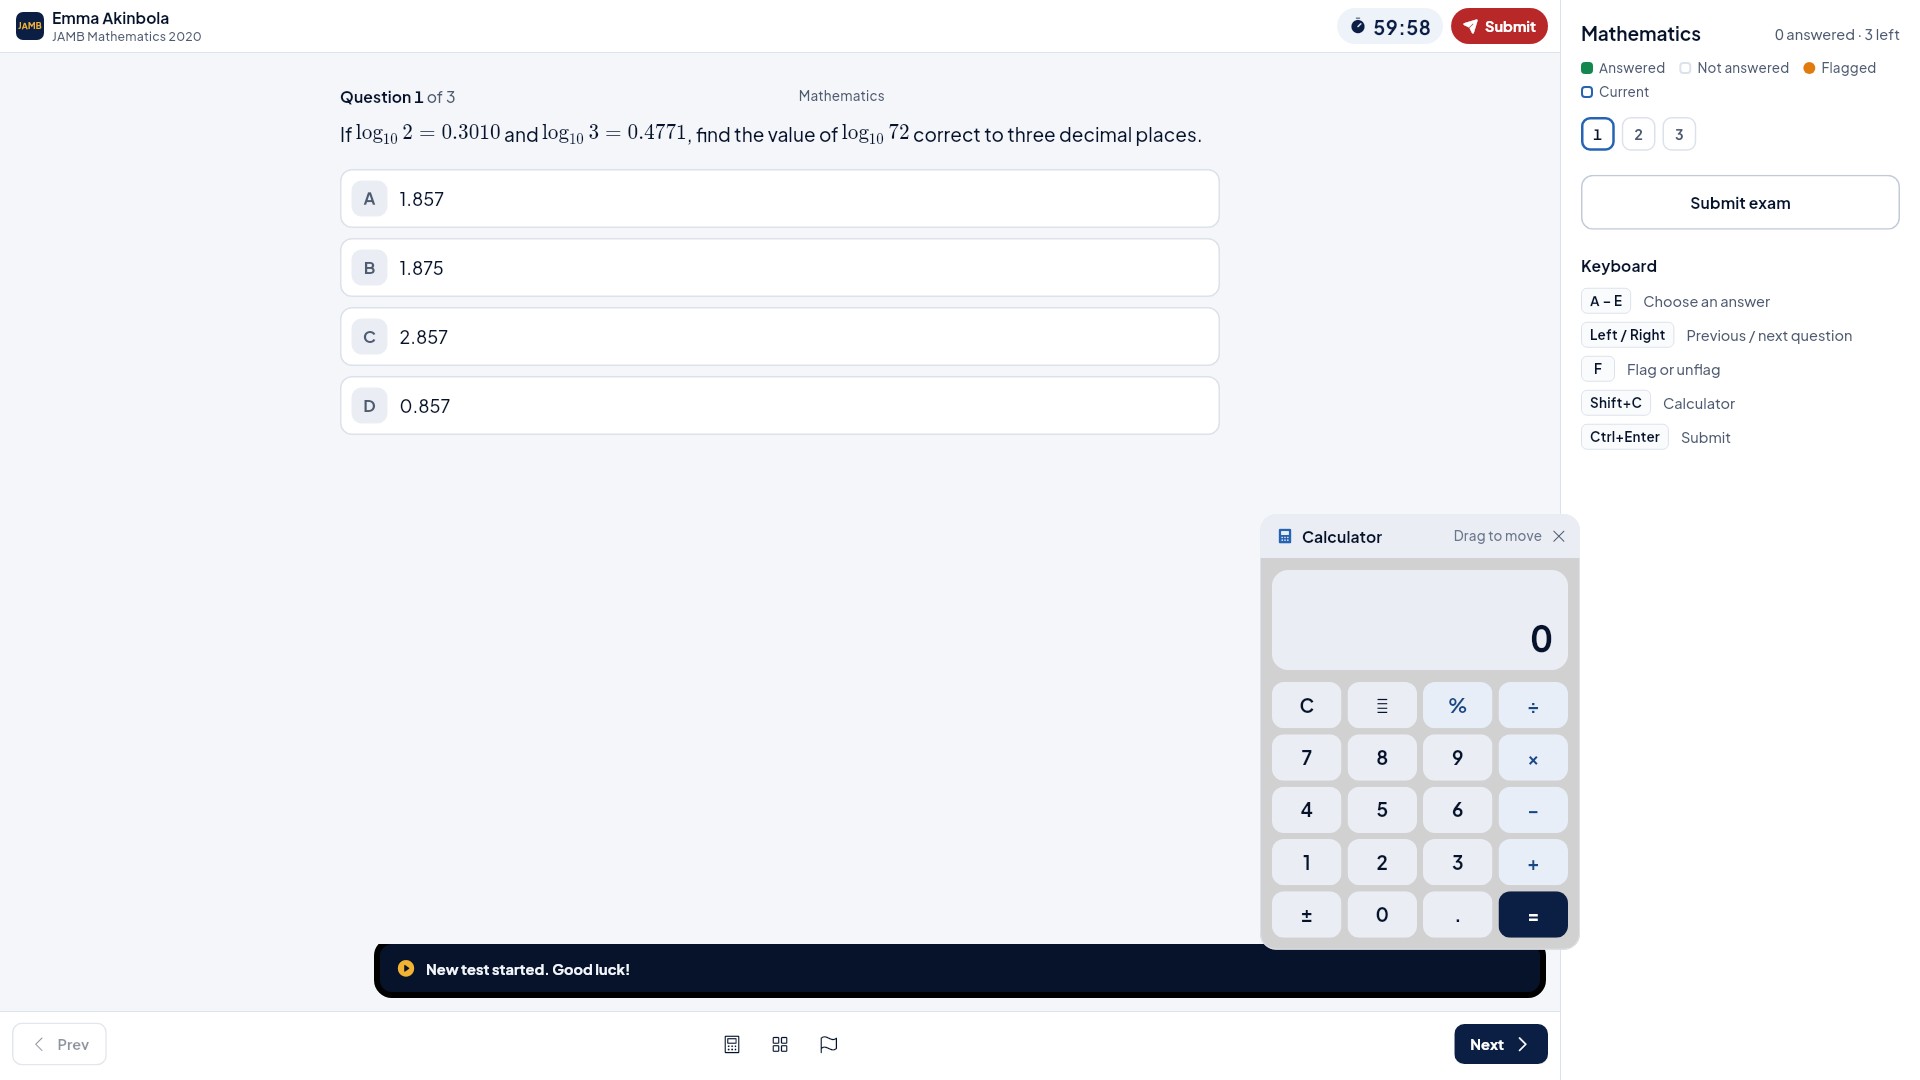 JAMB
Emma Akinbola
JAMB Mathematics 2020
59:58
Submit
Question 1 of 3
Mathematics
If log₁₀ 2 = 0.3010 and log₁₀ 3 = 0.4771, find the value of log₁₀ 72 correct to three decimal places.
A 1.857
B 1.875
C 2.857
D 0.857
Mathematics
0 answered · 3 left
Answered Not answered Flagged
Current
1 2 3
Submit exam
Keyboard
A – E Choose an answer
Left / Right Previous / next question
F Flag or unflag
Shift+C Calculator
Ctrl+Enter Submit
Calculator Drag to move
0
C % ÷
7 8 9 ×
4 5 6 −
1 2 3 +
± 0 . =
New test started. Good luck!
Prev
Next